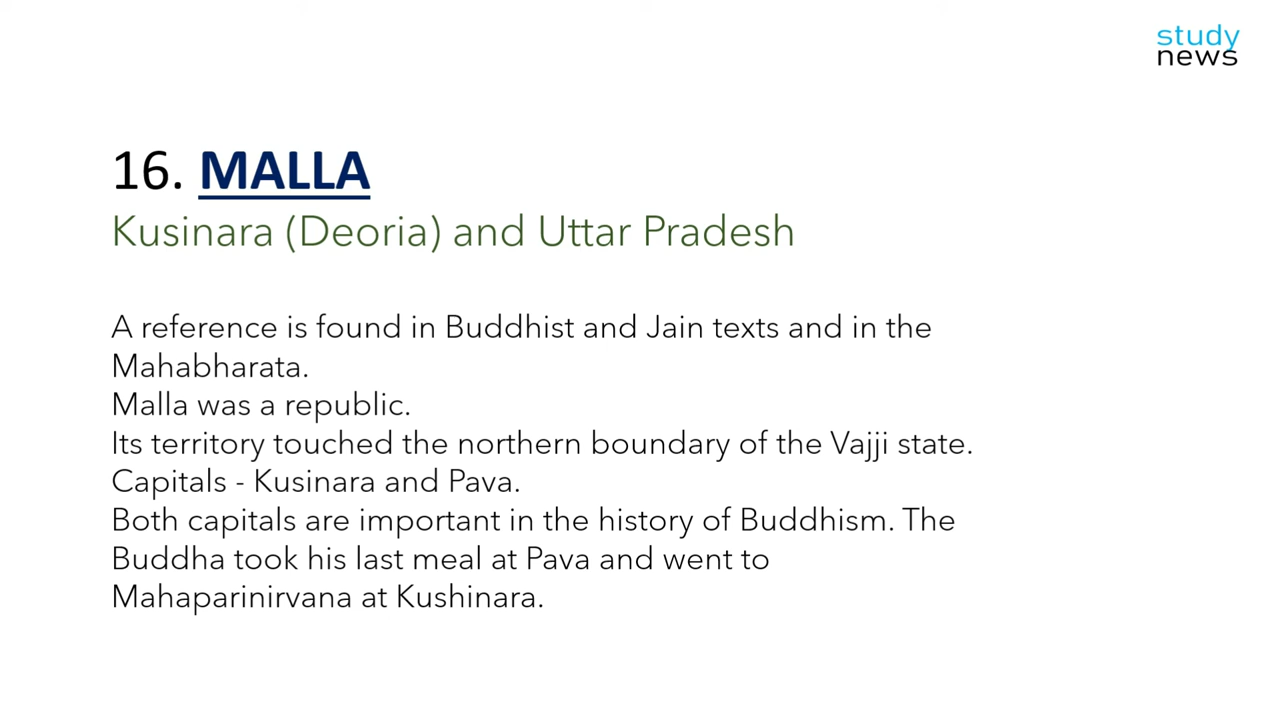 study
news
16. MALLA
Kusinara (Deoria) and Uttar Pradesh
A reference is found in Buddhist and Jain texts and in the
Mahabharata.
Malla was a republic.
Its territory touched the northern boundary of the Vajji state.
Capitals - Kusinara and Pava.
Both capitals are important in the history of Buddhism. The
Buddha took his last meal at Pava and went to
Mahaparinirvana at Kushinara.